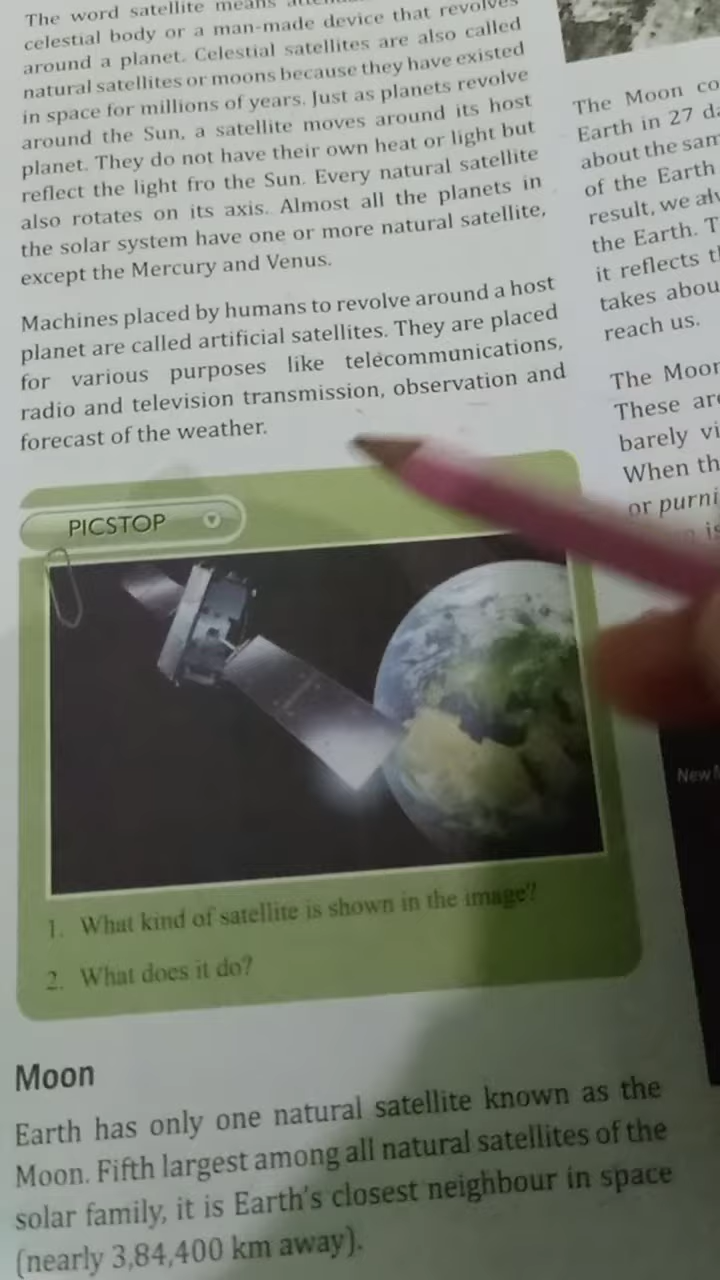 The word satellite means
celestial body or a man-made device that revolves
around a planet. Celestial satellites are also called
natural satellites or moons because they have existed
in space for millions of years. Just as planets revolve
around the Sun, a satellite moves around its host
planet. They do not have their own heat or light but
reflect the light fro the Sun. Every natural satellite
also rotates on its axis. Almost all the planets in
the solar system have one or more natural satellite,
except the Mercury and Venus.
Machines placed by humans to revolve around a host
planet are called artificial satellites. They are placed
for various purposes like telecommunications,
radio and television transmission, observation and
forecast of the weather.
PICSTOP
1. What kind of satellite is shown in the image?
2. What does it do?
Moon
Earth has only one natural satellite known as the
Moon. Fifth largest among all natural satellites of the
solar family, it is Earth's closest neighbour in space
(nearly 3,84,400 km away).
The Moon co
Earth in 27 d
about the sam
of the Earth
result, we alw
the Earth. T
it reflects t
takes abou
reach us.
The Moon
These are
barely vi
When th
or purni
is
New